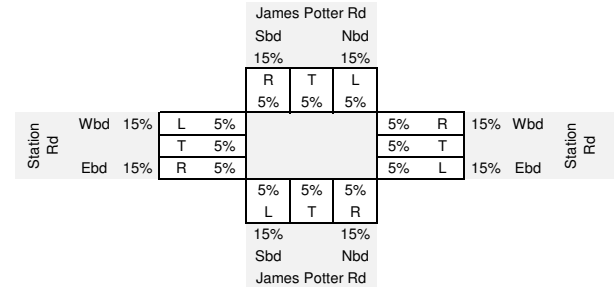 James Potter Rd
Sbd Nbd
15% 15%
R T L
5% 5% 5%
Station Rd Wbd 15% L 5% 5% R 15% Wbd Station Rd
T 5% 5% T
Ebd 15% R 5% 5% L 15% Ebd
5% 5% 5%
L T R
15% 15%
Sbd Nbd
James Potter Rd